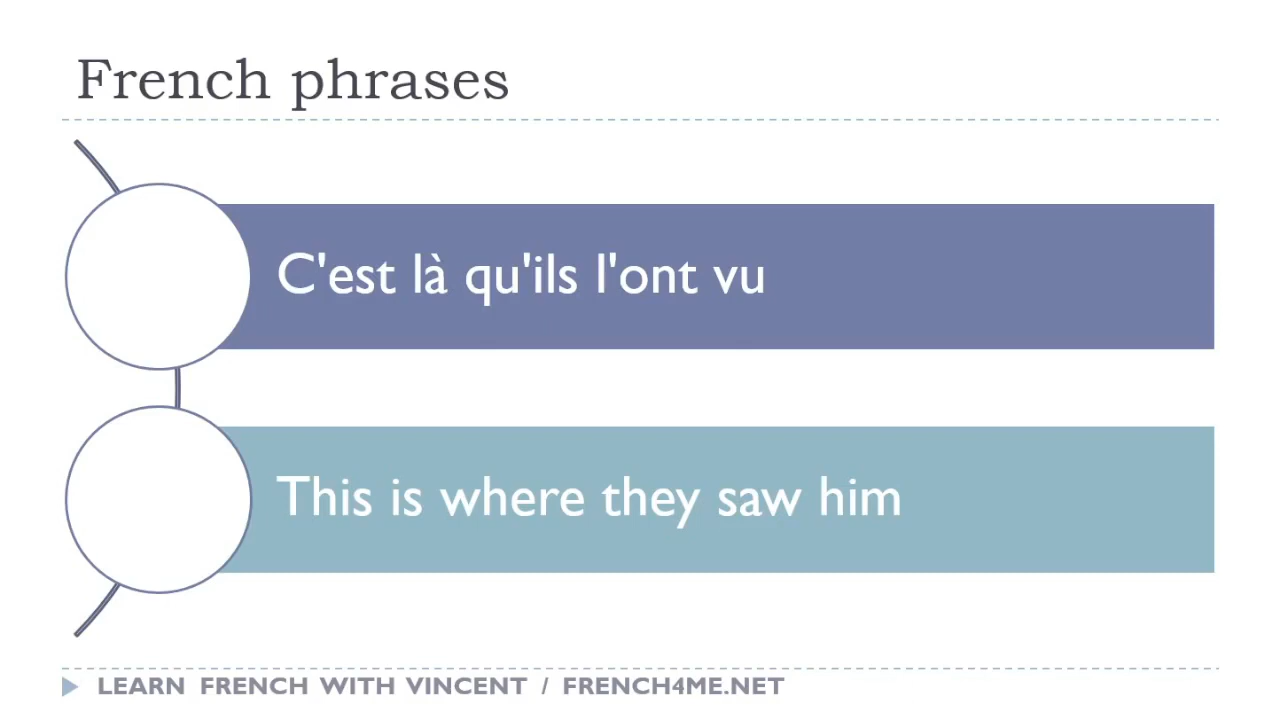 French phrases
C'est là qu'ils l'ont vu
This is where they saw him
LEARN FRENCH WITH VINCENT / FRENCH4ME.NET